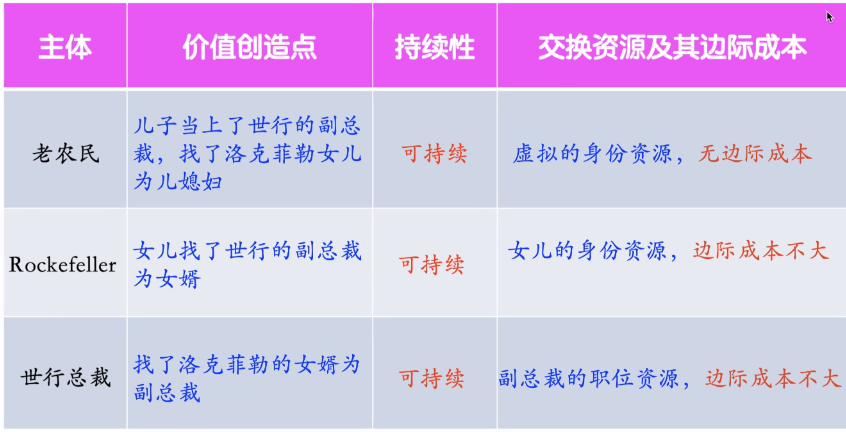 主体 价值创造点 持续性 交换资源及其边际成本
老农民
儿子当上了世行的副总
裁，找了洛克菲勒女儿
为儿媳妇
可持续
虚拟的身份资源，无边际成本
Rockefeller
女儿找了世行的副总裁
为女婿
可持续
女儿的身份资源，边际成本不大
世行总裁
找了洛克菲勒的女婿为
副总裁
可持续
副总裁的职位资源，边际成本不大